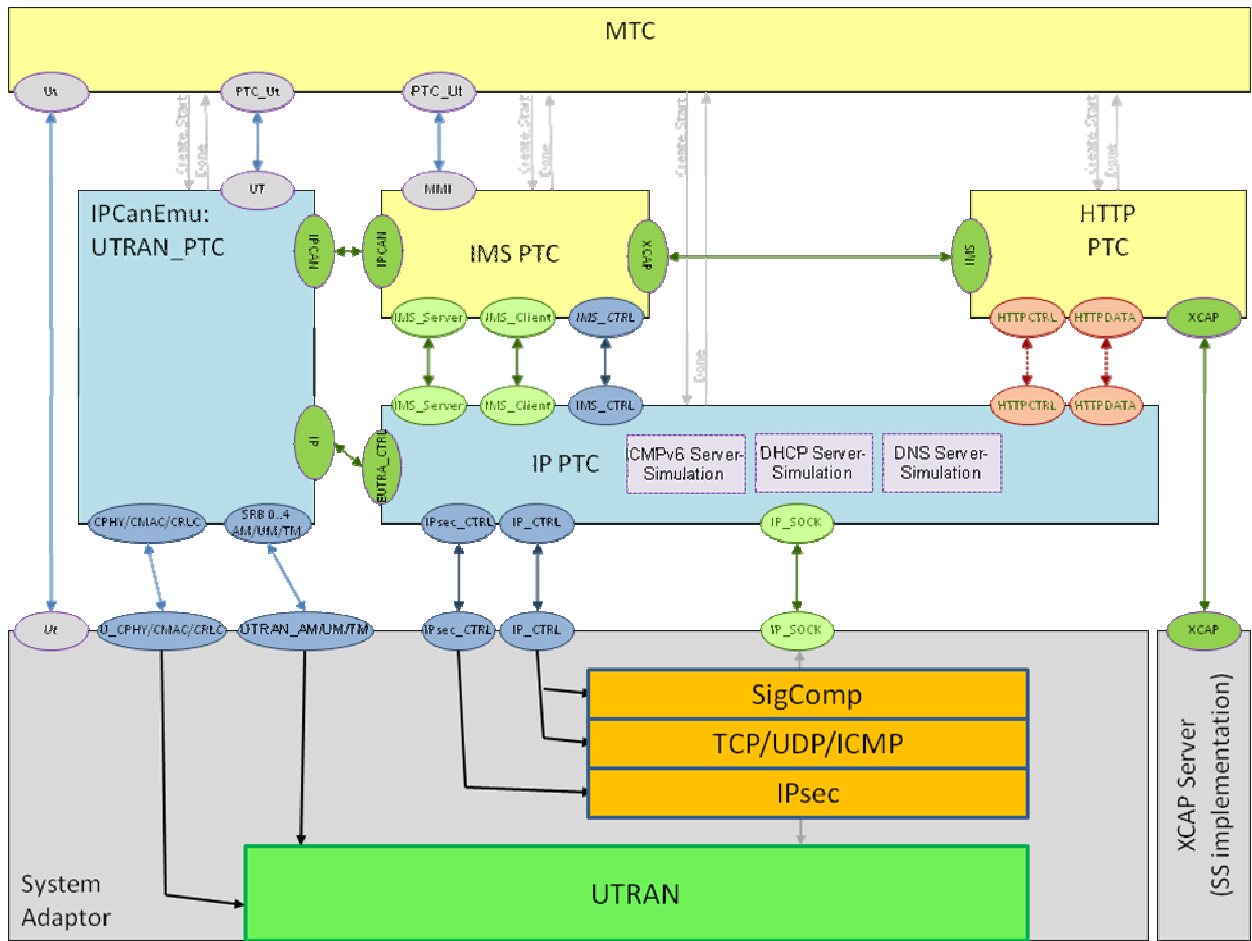 MTC
Ut
PTC_Ut
PTC_Ut
Create Start
Done
Create Start
Done
Create Start
Done
Create Start
Done
UT
MMI
IPCanEmu:
UTRAN_PTC
IPCAN
IPCAN
IMS PTC
XCAP
SMI
HTTP
PTC
IMS_Server
IMS_Client
IMS_CTRL
HTTPCTRL
HTTPDATA
XCAP
IMS_Server
IMS_Client
IMS_CTRL
HTTPCTRL
HTTPDATA
IP
EUTRA_CTRL
IP PTC
ICMPv6 Server-
Simulation
DHCP Server-
Simulation
DNS Server-
Simulation
CPHY/CMAC/CRLC
SRB 0..4
AM/UM/TM
IPsec_CTRL
IP_CTRL
IP_SOCK
Ut
U_CPHY/CMAC/CRLC
UTRAN_AM/UM/TM
IPsec_CTRL
IP_CTRL
IP_SOCK
XCAP
SigComp
TCP/UDP/ICMP
IPsec
UTRAN
System
Adaptor
XCAP Server
(SS implementation)